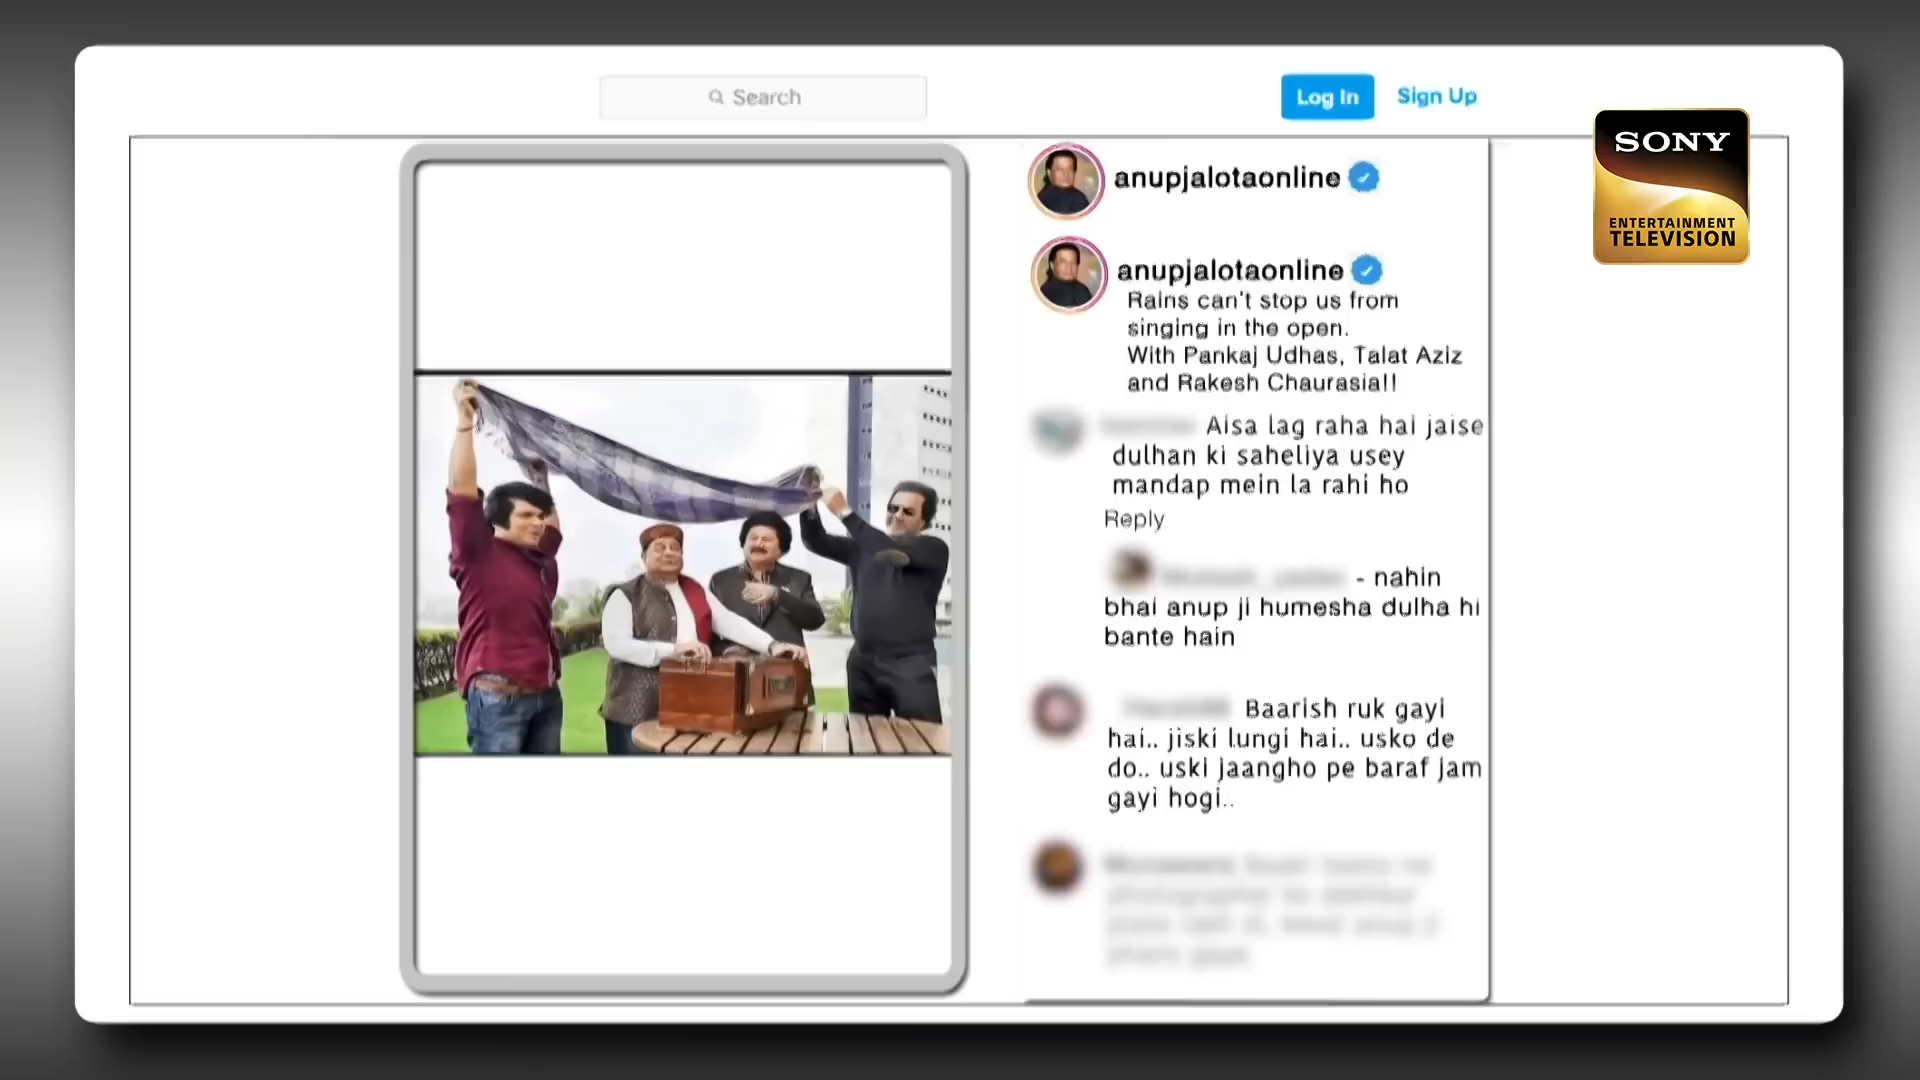 Search
Log In
Sign Up
SONY
ENTERTAINMENT
TELEVISION
anupjalotaonline
anupjalotaonline
Rains can't stop us from
singing in the open.
With Pankaj Udhas, Talat Aziz
and Rakesh Chaurasia!!
Aisa lag raha hai jaise
dulhan ki saheliya usey
mandap mein la rahi ho
Reply
- nahin
bhai anup ji humesha dulha hi
bante hain
Baarish ruk gayi
hai.. jiski lungi hai.. usko de
do.. uski jaangho pe baraf jam
gayi hogi..